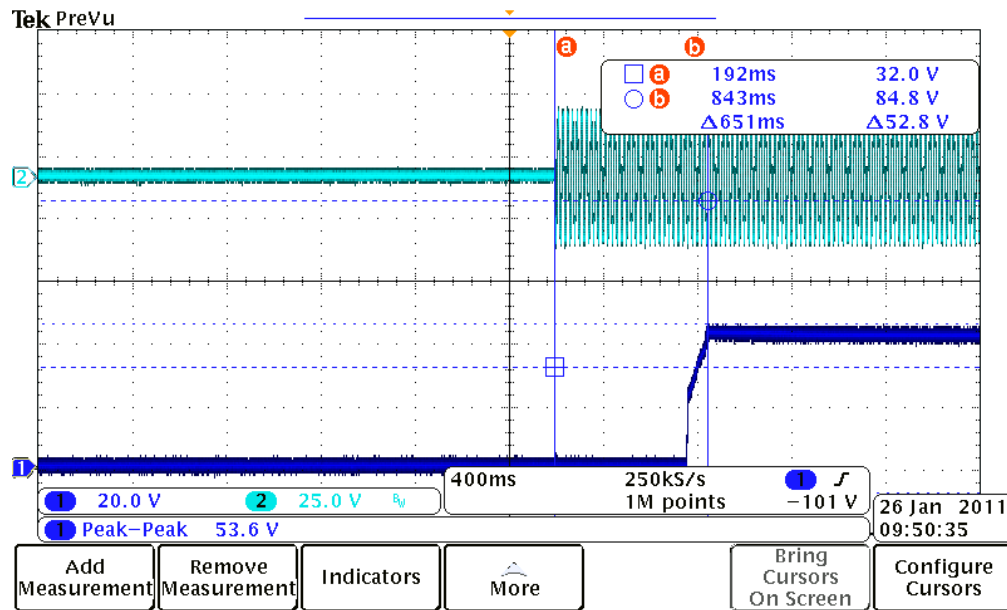 Tek PreVu
a b
a 192ms 32.0 V
b 843ms 84.8 V
Δ651ms Δ52.8 V
2
1
400ms 250kS/s 1 ∫
1M points −101 V
1 20.0 V 2 25.0 V BW
1 Peak−Peak 53.6 V
26 Jan 2011
09:50:35
Add
Measurement
Remove
Measurement
Indicators
More
Bring
Cursors
On Screen
Configure
Cursors